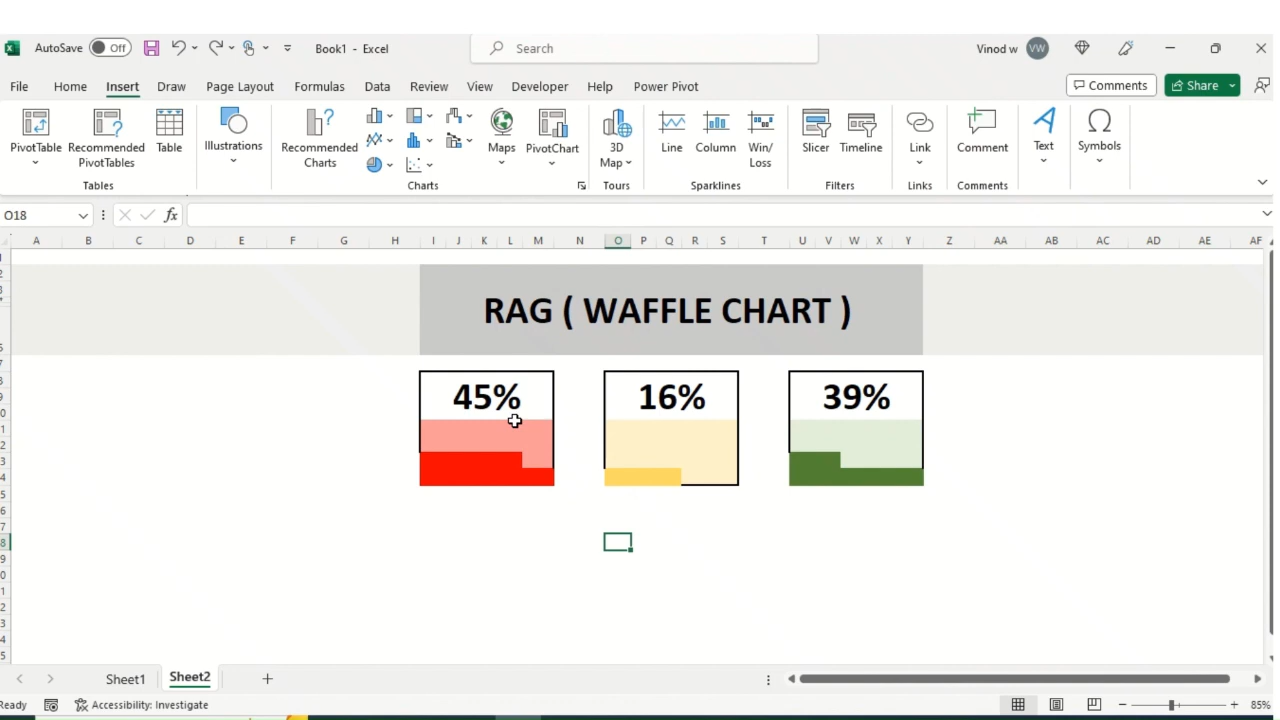 AutoSave Off Book1 - Excel Search Vinod w VW
File Home Insert Draw Page Layout Formulas Data Review View Developer Help Power Pivot Comments Share
PivotTable Recommended PivotTables Table Illustrations Recommended Charts Maps PivotChart 3D Map Line Column Win/Loss Slicer Timeline Link Comment Text Symbols
Tables Charts Tours Sparklines Filters Links Comments
O18 fx
A B C D E F G H I J K L M N O P Q R S T U V W X Y Z AA AB AC AD AE AF
RAG ( WAFFLE CHART )
45% 16% 39%
Sheet1 Sheet2
Accessibility: Investigate 85%